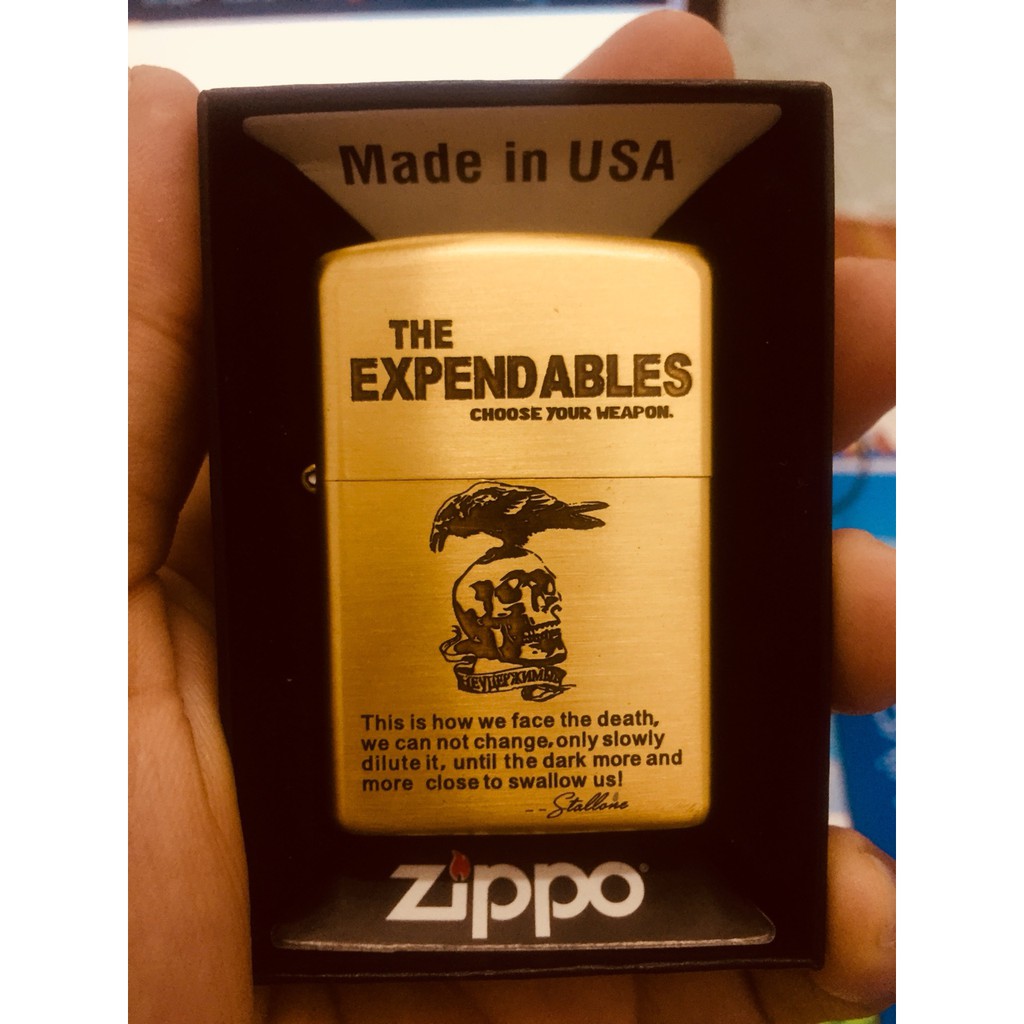 Made in USA
THE
EXPENDABLES
CHOOSE YOUR WEAPON.
НЕУДЕРЖИМЫЕ
This is how we face the death,
we can not change,only slowly
dilute it, until the dark more and
more close to swallow us!
--Stallone
zippo